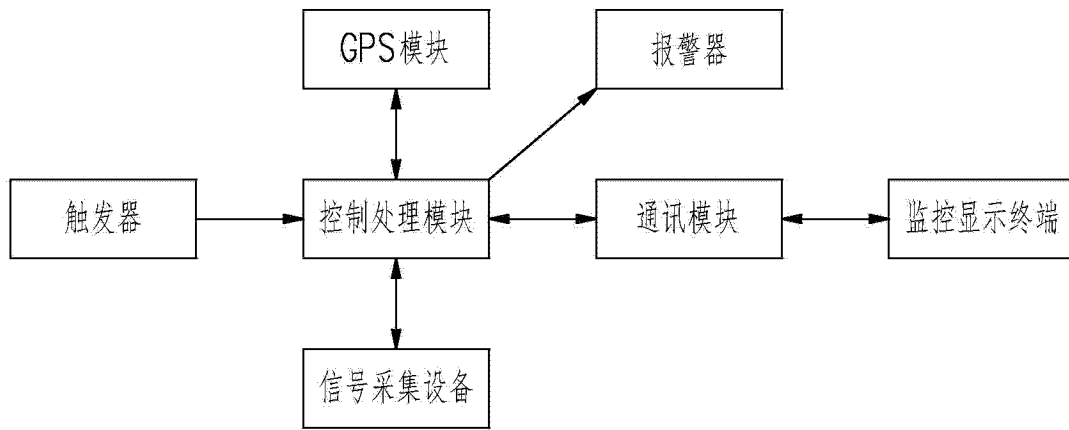 GPS模块
报警器
触发器
控制处理模块
通讯模块
监控显示终端
信号采集设备